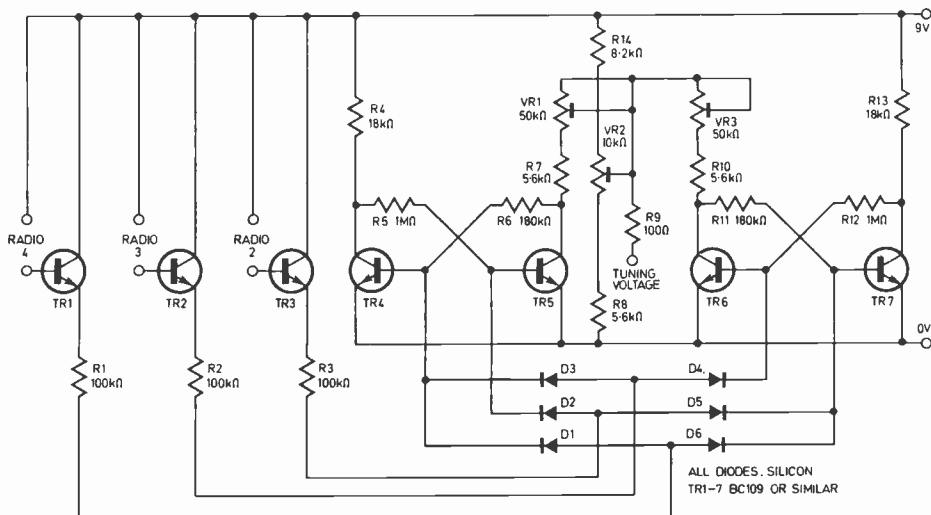 9V
R14
8·2kΩ
R4
18kΩ
VR1
50kΩ
VR2
10kΩ
VR3
50kΩ
R13
18kΩ
R7
5·6kΩ
R10
5·6kΩ
R5 1MΩ
R6 180kΩ
R9
100Ω
R11 180kΩ
R12 1MΩ
RADIO
4
RADIO
3
RADIO
2
TUNING
VOLTAGE
TR1
TR2
TR3
TR4
TR5
TR6
TR7
R8
5·6kΩ
0V
R1
100kΩ
R2
100kΩ
R3
100kΩ
D3
D4.
D2
D5
D1
D6
ALL DIODES. SILICON
TR1-7 BC109 OR SIMILAR